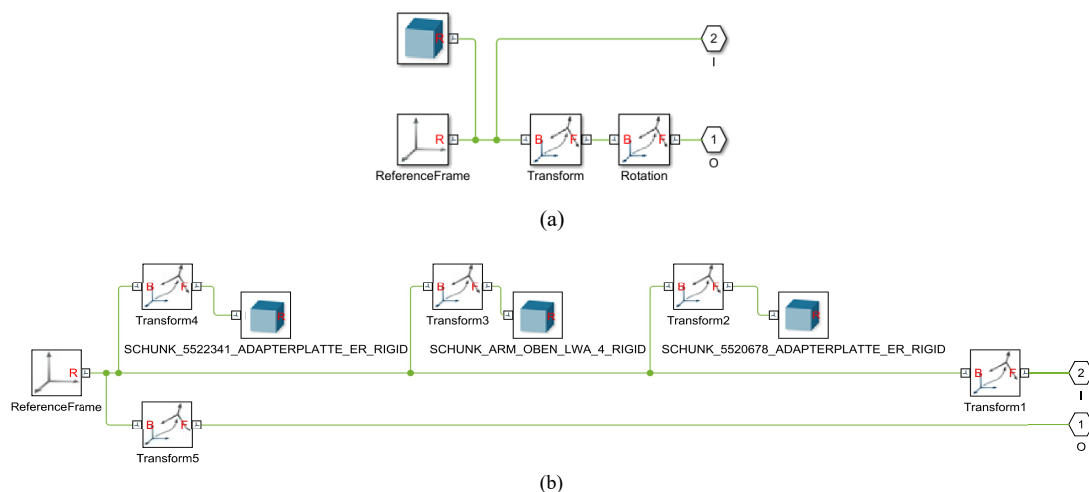 R
2
I
R
B
F
B
F
1
O
ReferenceFrame
Transform
Rotation
(a)
B
F
B
F
B
F
Transform4
R
Transform3
R
Transform2
R
SCHUNK_5522341_ADAPTERPLATTE_ER_RIGID
SCHUNK_ARM_OBEN_LWA_4_RIGID
SCHUNK_5520678_ADAPTERPLATTE_ER_RIGID
R
B
F
2
I
ReferenceFrame
Transform1
B
F
1
O
Transform5
(b)